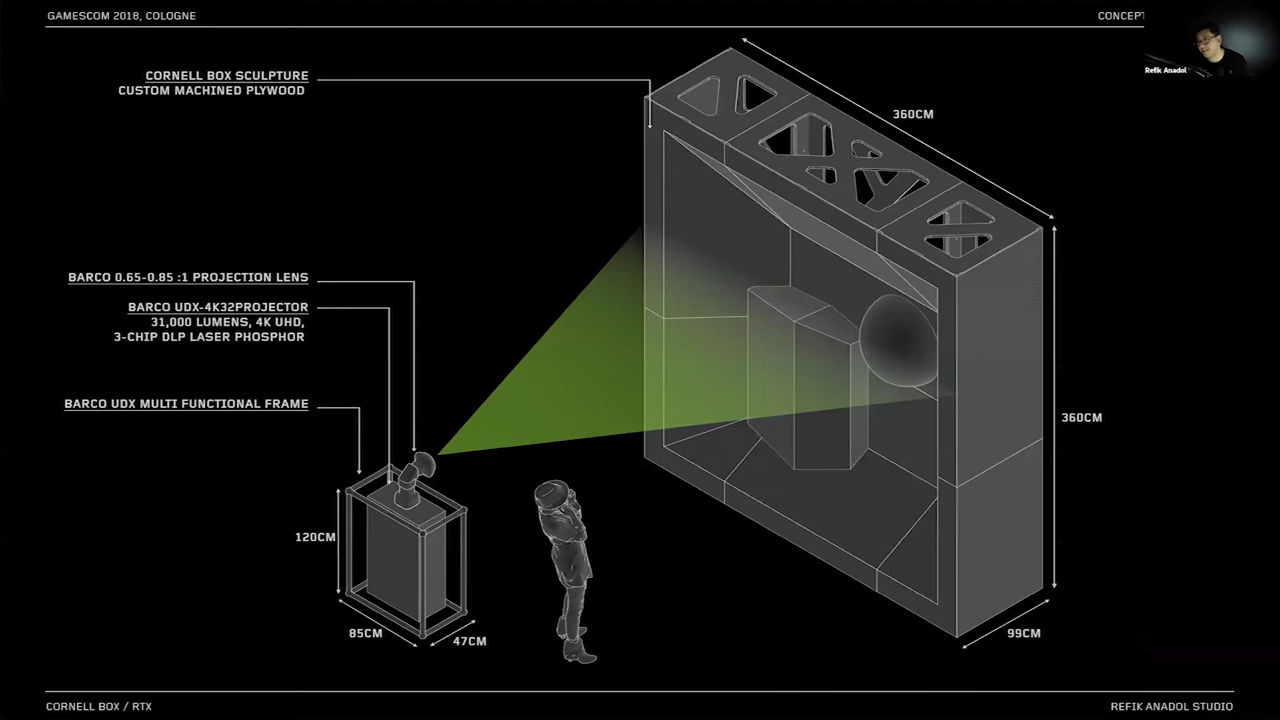 GAMESCOM 2018, COLOGNE
CONCEPT
Refik Anadol
CORNELL BOX SCULPTURE
CUSTOM MACHINED PLYWOOD
360CM
BARCO 0.65-0.85 :1 PROJECTION LENS
BARCO UDX-4K32PROJECTOR
31,000 LUMENS, 4K UHD,
3-CHIP DLP LASER PHOSPHOR
BARCO UDX MULTI FUNCTIONAL FRAME
360CM
120CM
85CM
47CM
99CM
CORNELL BOX / RTX
REFIK ANADOL STUDIO